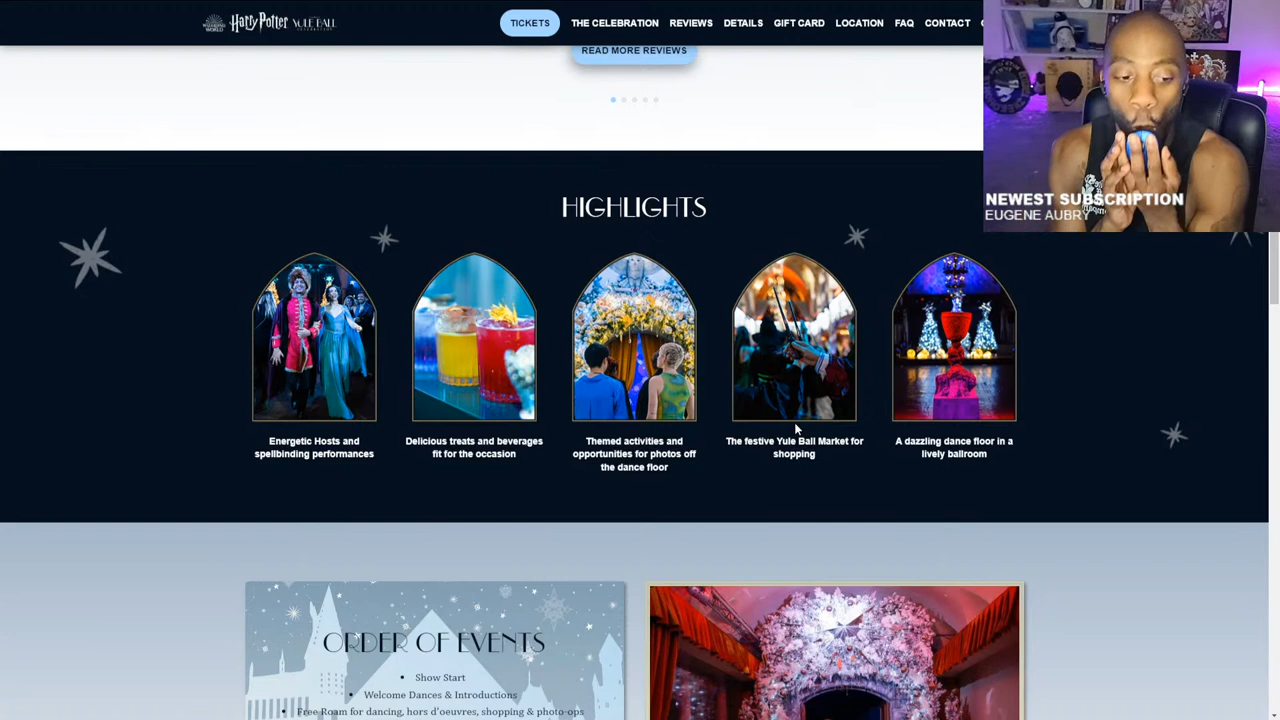 Harry Potter YULE BALL
TICKETS THE CELEBRATION REVIEWS DETAILS GIFT CARD LOCATION FAQ CONTACT
READ MORE REVIEWS
NEWEST SUBSCRIPTION
EUGENE AUBRY
HIGHLIGHTS
Energetic Hosts and
spellbinding performances
Delicious treats and beverages
fit for the occasion
Themed activities and
opportunities for photos off
the dance floor
The festive Yule Ball Market for
shopping
A dazzling dance floor in a
lively ballroom
ORDER OF EVENTS
• Show Start
• Welcome Dances & Introductions
• Free Roam for dancing, hors d'oeuvres, shopping & photo-ops